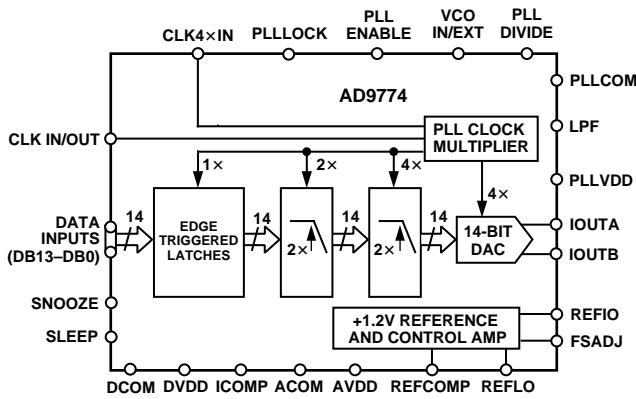 CLK4×IN
PLLLOCK
PLL
ENABLE
VCO
IN/EXT
PLL
DIVIDE
PLLCOM
AD9774
LPF
CLK IN/OUT
PLL CLOCK
MULTIPLIER
1×
2×
4×
PLLVDD
4×
DATA
INPUTS
(DB13–DB0)
14
EDGE
TRIGGERED
LATCHES
14
2×
14
2×
14
14-BIT
DAC
IOUTA
IOUTB
SNOOZE
SLEEP
+1.2V REFERENCE
AND CONTROL AMP
REFIO
FSADJ
DCOM
DVDD
ICOMP
ACOM
AVDD
REFCOMP
REFLO